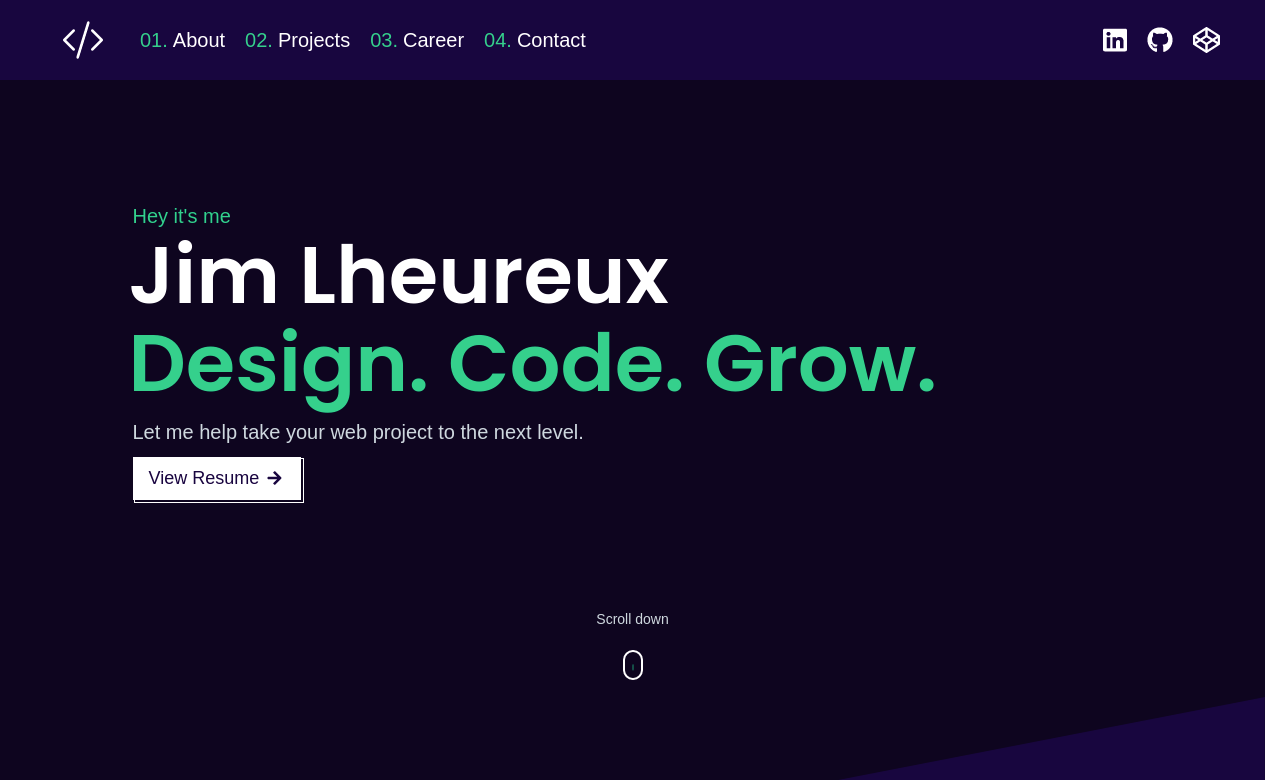 01. About 02. Projects 03. Career 04. Contact
Hey it's me
Jim Lheureux
Design. Code. Grow.
Let me help take your web project to the next level.
View Resume
Scroll down